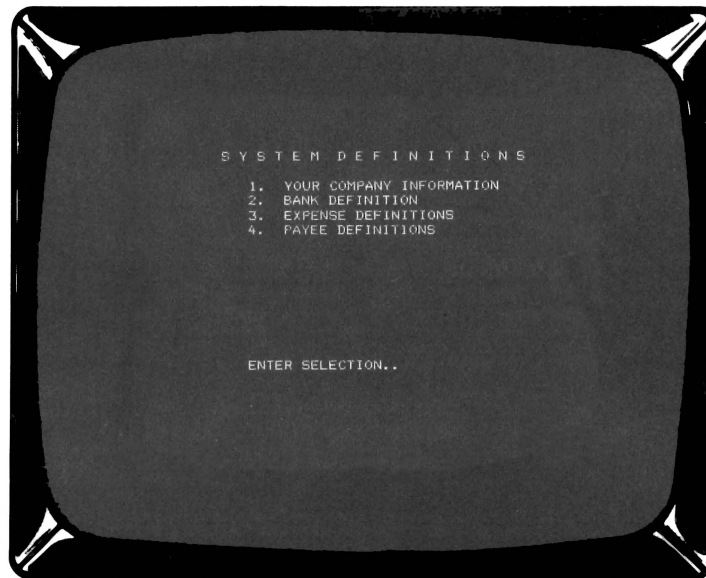 S Y S T E M D E F I N I T I O N S
1. YOUR COMPANY INFORMATION
2. BANK DEFINITION
3. EXPENSE DEFINITIONS
4. PAYEE DEFINITIONS
ENTER SELECTION..